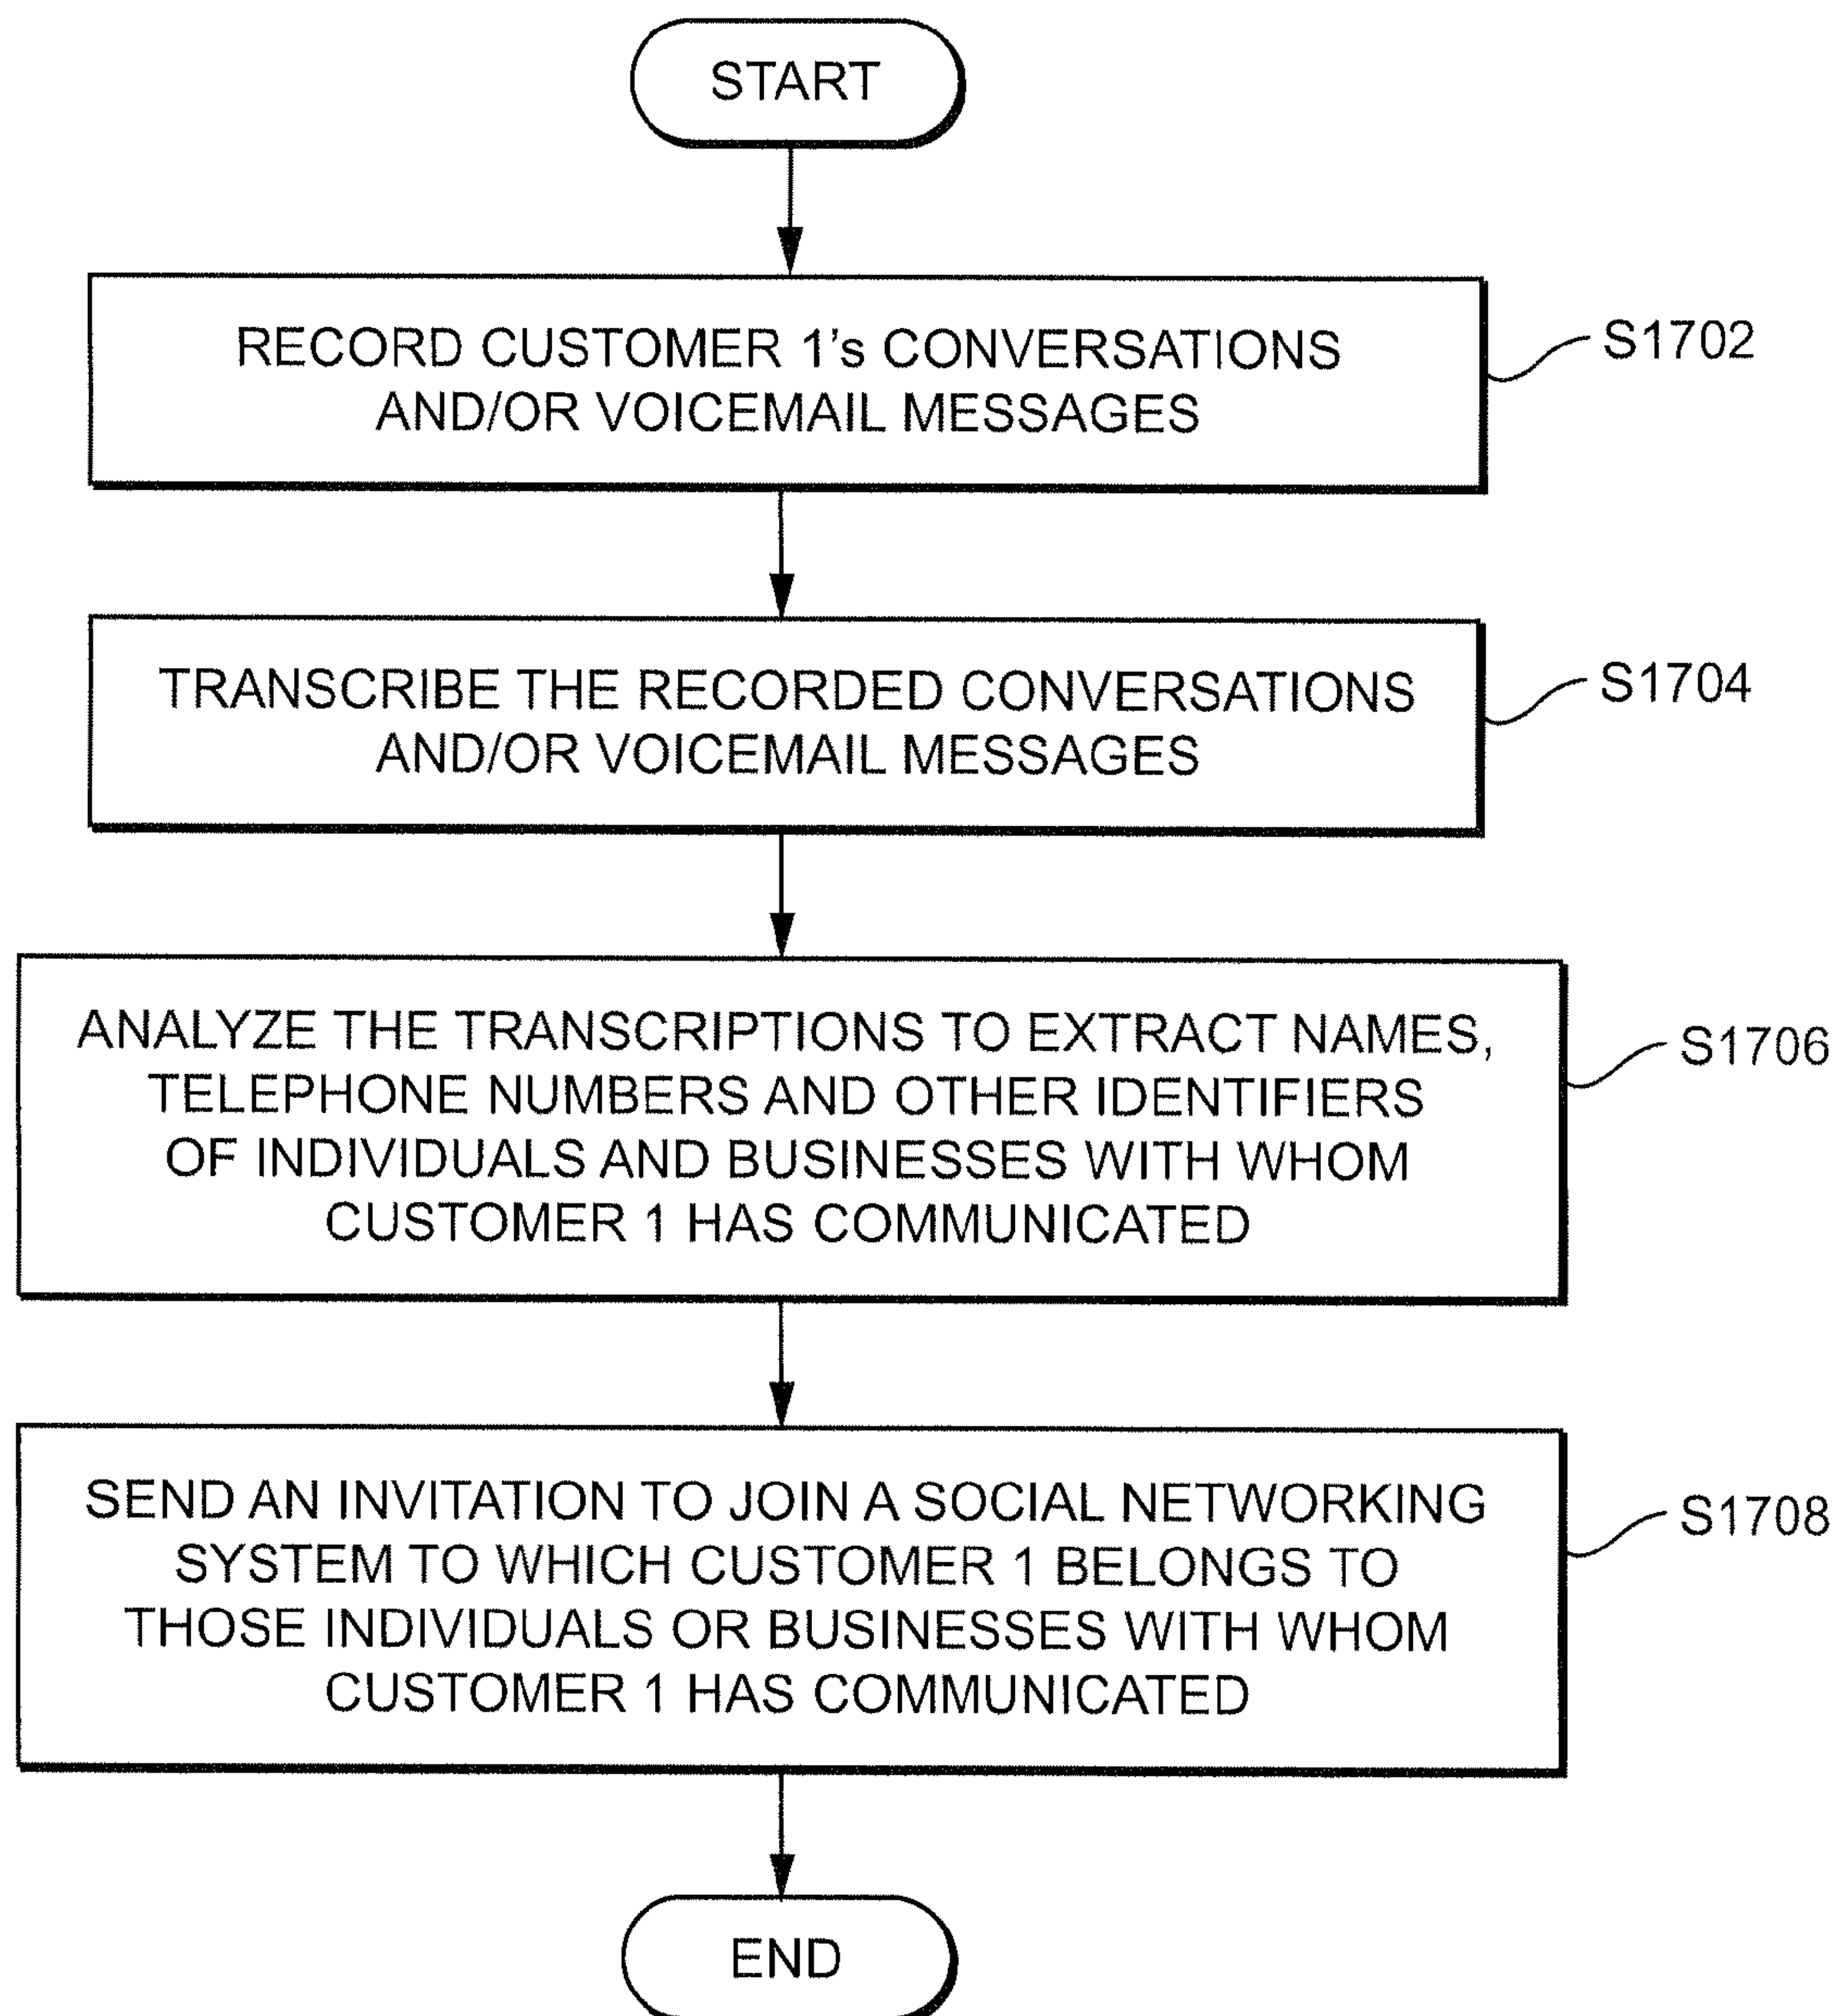 START
RECORD CUSTOMER 1's CONVERSATIONS
AND/OR VOICEMAIL MESSAGES
S1702
TRANSCRIBE THE RECORDED CONVERSATIONS
AND/OR VOICEMAIL MESSAGES
S1704
ANALYZE THE TRANSCRIPTIONS TO EXTRACT NAMES,
TELEPHONE NUMBERS AND OTHER IDENTIFIERS
OF INDIVIDUALS AND BUSINESSES WITH WHOM
CUSTOMER 1 HAS COMMUNICATED
S1706
SEND AN INVITATION TO JOIN A SOCIAL NETWORKING
SYSTEM TO WHICH CUSTOMER 1 BELONGS TO
THOSE INDIVIDUALS OR BUSINESSES WITH WHOM
CUSTOMER 1 HAS COMMUNICATED
S1708
END